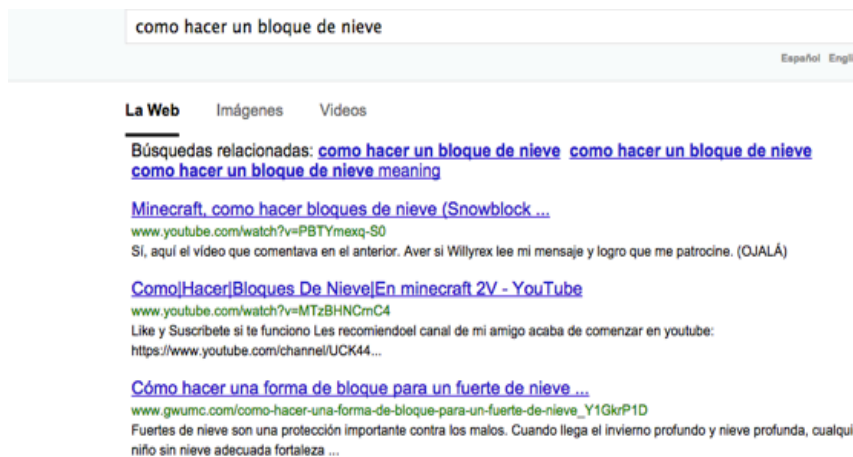 como hacer un bloque de nieve
Español
La Web Imágenes Videos
Búsquedas relacionadas: como hacer un bloque de nieve como hacer un bloque de nieve
como hacer un bloque de nieve meaning
Minecraft, como hacer bloques de nieve (Snowblock ...
www.youtube.com/watch?v=PBTYmexq-S0
Sí, aquí el vídeo que comentava en el anterior. Aver si Willyrex lee mi mensaje y logro que me patrocine. (OJALÁ)
Como|Hacer|Bloques De Nieve|En minecraft 2V - YouTube
www.youtube.com/watch?v=MTzBHNCmC4
Like y Suscribete si te funciono Les recomiendoel canal de mi amigo acaba de comenzar en youtube:
https://www.youtube.com/channel/UCK44...
Cómo hacer una forma de bloque para un fuerte de nieve ...
www.gwumc.com/como-hacer-una-forma-de-bloque-para-un-fuerte-de-nieve_Y1GkrP1D
Fuertes de nieve son una protección importante contra los malos. Cuando llega el invierno profundo y nieve profunda, cualqui
niño sin nieve adecuada fortaleza ...